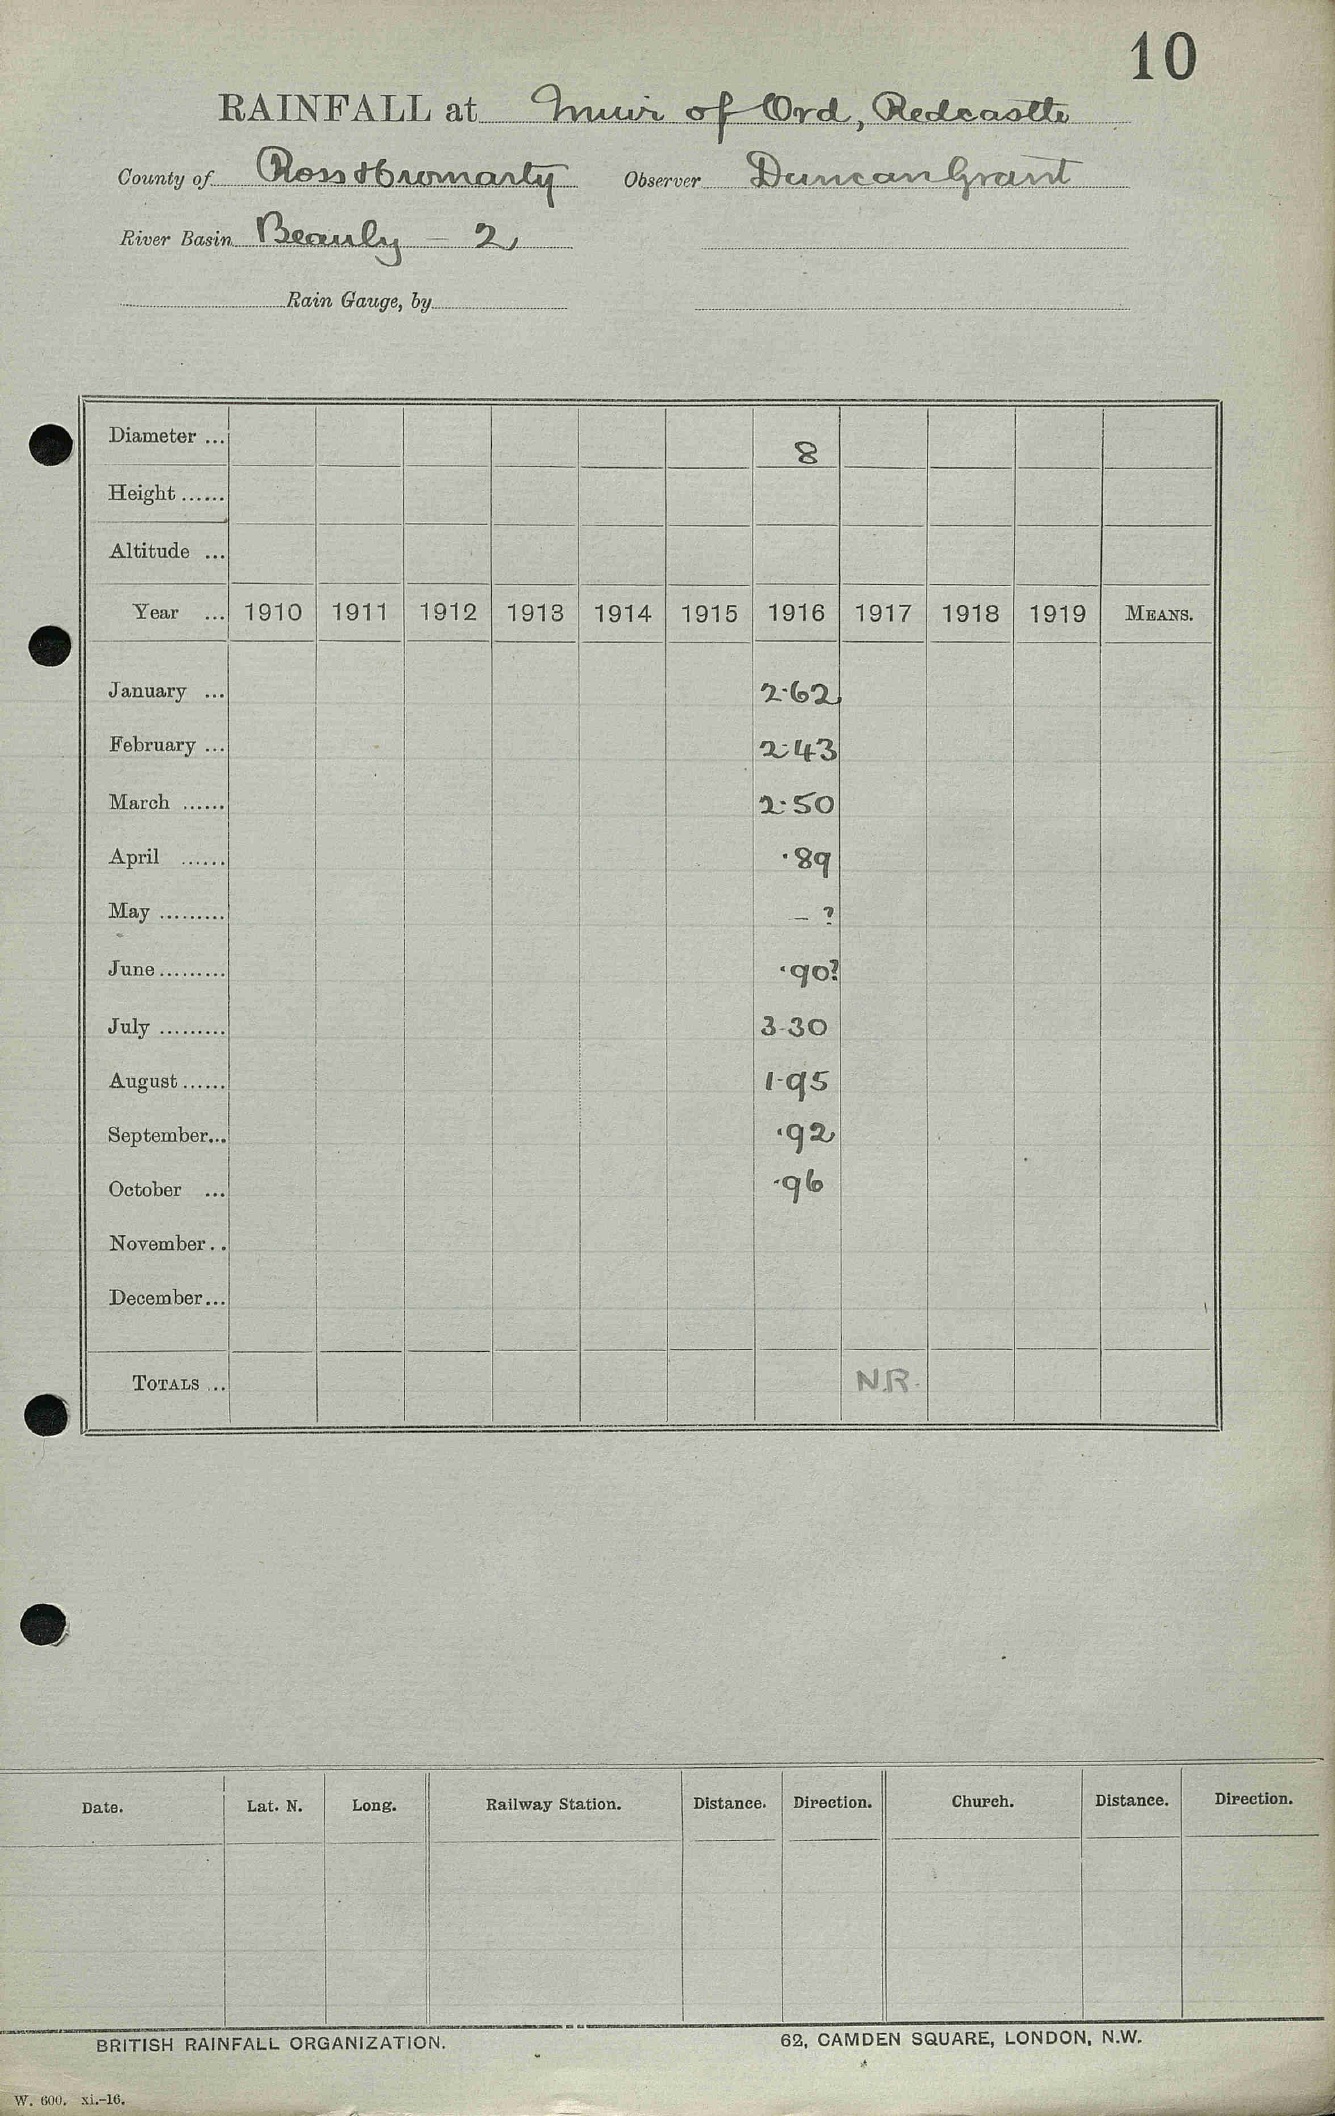 10
RAINFALL at Muir of Ord, Redcastle
County of Ross & Cromarty Observer Duncan Grant
River Basin Beauly - 2
Rain Gauge, by
Diameter ... 8
Height ......
Altitude ...
Year ... 1910 1911 1912 1913 1914 1915 1916 1917 1918 1919 MEANS.
January ... 2.62
February ... 2.43
March ...... 2.50
April ...... .89
May ......... - ?
June ......... .90?
July ......... 3.30
August ...... 1.95
September... .92
October ... .96
November..
December...
TOTALS ... N.R.
Date. Lat. N. Long. Railway Station. Distance. Direction. Church. Distance. Direction.
BRITISH RAINFALL ORGANIZATION. 62, CAMDEN SQUARE, LONDON, N.W.
W. 600. xi.-16.